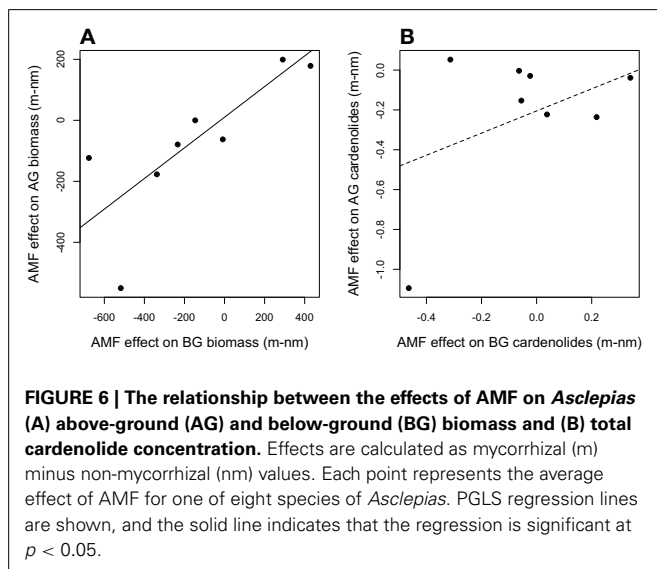 A
B
200
0
200
400
AMF effect on AG biomass (m-nm)
-600 -400 -200 0 200 400
AMF effect on BG biomass (m-nm)
0.0
-0.2
-0.4
-0.6
-0.8
-1.0
AMF effect on AG cardenolides (m-nm)
-0.4 -0.2 0.0 0.2
AMF effect on BG cardenolides (m-nm)
FIGURE 6 | The relationship between the effects of AMF on Asclepias
(A) above-ground (AG) and below-ground (BG) biomass and (B) total
cardenolide concentration. Effects are calculated as mycorrhizal (m)
minus non-mycorrhizal (nm) values. Each point represents the average
effect of AMF for one of eight species of Asclepias. PGLS regression lines
are shown, and the solid line indicates that the regression is significant at
p < 0.05.